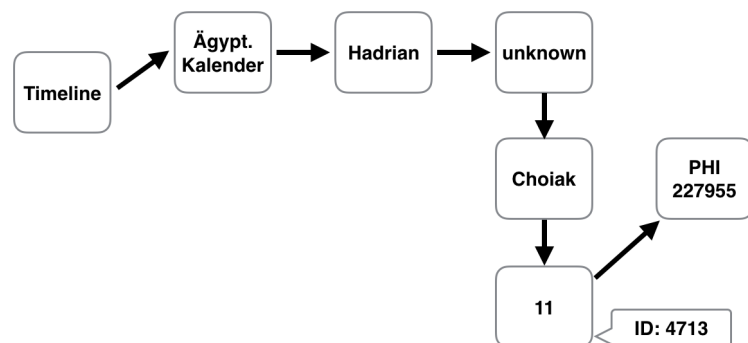 Timeline
Ägypt.
Kalender
Hadrian
unknown
Choiak
11
PHI
227955
ID: 4713